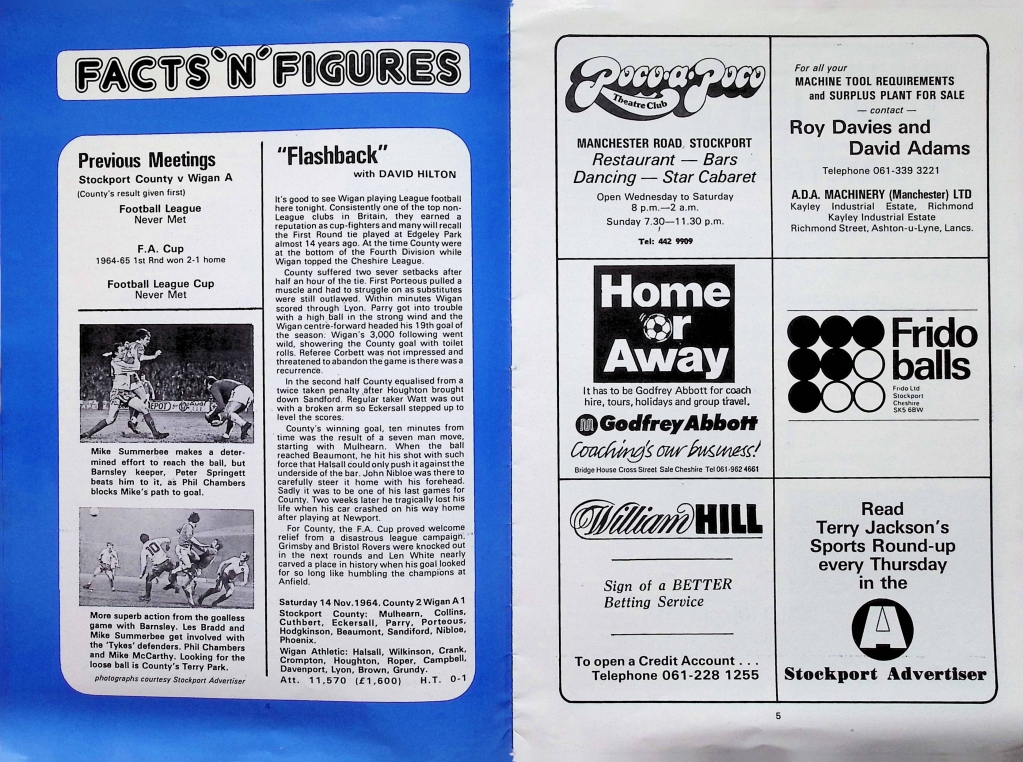 FACTS 'N' FIGURES
Previous Meetings
Stockport County v Wigan A
(County's result given first)
Football League
Never Met
F.A. Cup
1964-65 1st Rnd won 2-1 home
Football League Cup
Never Met
DEPOT
Mike Summerbee makes a deter-
mined effort to reach the ball, but
Barnsley keeper, Peter Springett
beats him to it, as Phil Chambers
blocks Mike's path to goal.
10
More superb action from the goalless
game with Barnsley. Les Bradd and
Mike Summerbee get involved with
the 'Tykes' defenders. Phil Chambers
and Mike McCarthy. Looking for the
loose ball is County's Terry Park.
photographs courtesy Stockport Advertiser
"Flashback"
with DAVID HILTON
It's good to see Wigan playing League football
here tonight. Consistently one of the top non-
League clubs in Britain, they earned a
reputation as cup-fighters and many will recall
the First Round tie played at Edgeley Park
almost 14 years ago. At the time County were
at the bottom of the Fourth Division while
Wigan topped the Cheshire League.
County suffered two sever setbacks after
half an hour of the tie. First Porteous pulled a
muscle and had to struggle on as substitutes
were still outlawed. Within minutes Wigan
scored through Lyon. Parry got into trouble
with a high ball in the strong wind and the
Wigan centre-forward headed his 19th goal of
the season. Wigan's 3,000 following went
wild, showering the County goal with toilet
rolls. Referee Corbett was not impressed and
threatened to abandon the game is there was a
recurrence.
In the second half County equalised from a
twice taken penalty after Houghton brought
down Sandford. Regular taker Watt was out
with a broken arm so Eckersall stepped up to
level the scores.
County's winning goal, ten minutes from
time was the result of a seven man move,
starting with Mulhearn. When the ball
reached Beaumont, he hit his shot with such
force that Halsall could only push it against the
underside of the bar. John Nibloe was there to
carefully steer it home with his forehead.
Sadly it was to be one of his last games for
County. Two weeks later he tragically lost his
life when his car crashed on his way home
after playing at Newport.
For County, the F.A. Cup proved welcome
relief from a disastrous league campaign.
Grimsby and Bristol Rovers were knocked out
in the next rounds and Len White nearly
carved a place in history when his goal looked
for so long like humbling the champions at
Anfield.
Saturday 14 Nov. 1964, County 2 Wigan A 1
Stockport County: Mulhearn, Collins,
Cuthbert, Eckersall, Parry, Porteous,
Hodgkinson, Beaumont, Sandiford, Nibloe,
Phoenix.
Wigan Athletic: Halsall, Wilkinson, Crank,
Crompton, Houghton, Roper, Campbell,
Davenport, Lyon, Brown, Grundy.
Att. 11,570 (£1,600) H.T. 0-1
4
Poco-a-Poco
Theatre Club
MANCHESTER ROAD, STOCKPORT
Restaurant — Bars
Dancing — Star Cabaret
Open Wednesday to Saturday
8 p.m.—2 a.m.
Sunday 7.30—11.30 p.m.
Tel: 442 9909
For all your
MACHINE TOOL REQUIREMENTS
and SURPLUS PLANT FOR SALE
— contact —
Roy Davies and
David Adams
Telephone 061-339 3221
A.D.A. MACHINERY (Manchester) LTD
Kayley Industrial Estate, Richmond
Kayley Industrial Estate
Richmond Street, Ashton-u-Lyne, Lancs.
Home
or
Away
It has to be Godfrey Abbott for coach
hire, tours, holidays and group travel.
Godfrey Abbott
Coaching's our business!
Bridge House Cross Street Sale Cheshire Tel 061-962 4661
Frido
balls
Frido Ltd
Stockport
Cheshire
SK5 6BW
William HILL
Sign of a BETTER
Betting Service
To open a Credit Account . . .
Telephone 061-228 1255
Read
Terry Jackson's
Sports Round-up
every Thursday
in the
A
Stockport Advertiser
5